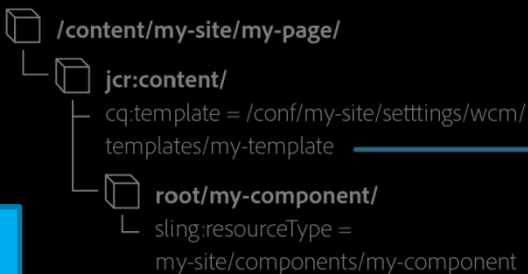 /content/my-site/my-page/
jcr:content/
cq:template = /conf/my-site/setttings/wcm/
templates/my-template
root/my-component/
sling:resourceType =
my-site/components/my-component